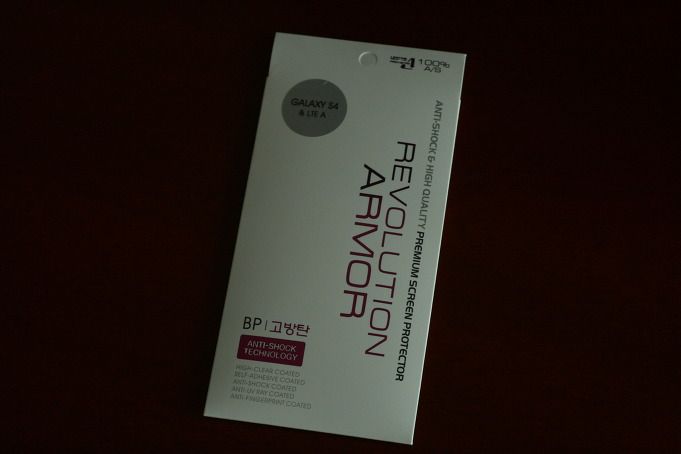 100%
A/S
GALAXY S4
& LTE A
ANTI-SHOCK & HIGH QUALITY PREMIUM SCREEN PROTECTOR
REVOLUTION
ARMOR
BP | 고방탄
ANTI-SHOCK
TECHNOLOGY
HIGH-CLEAR COATED
SELF-ADHESIVE COATED
ANTI-SHOCK COATED
ANTI-UV RAY COATED
ANTI-FINGERPRINT COATED